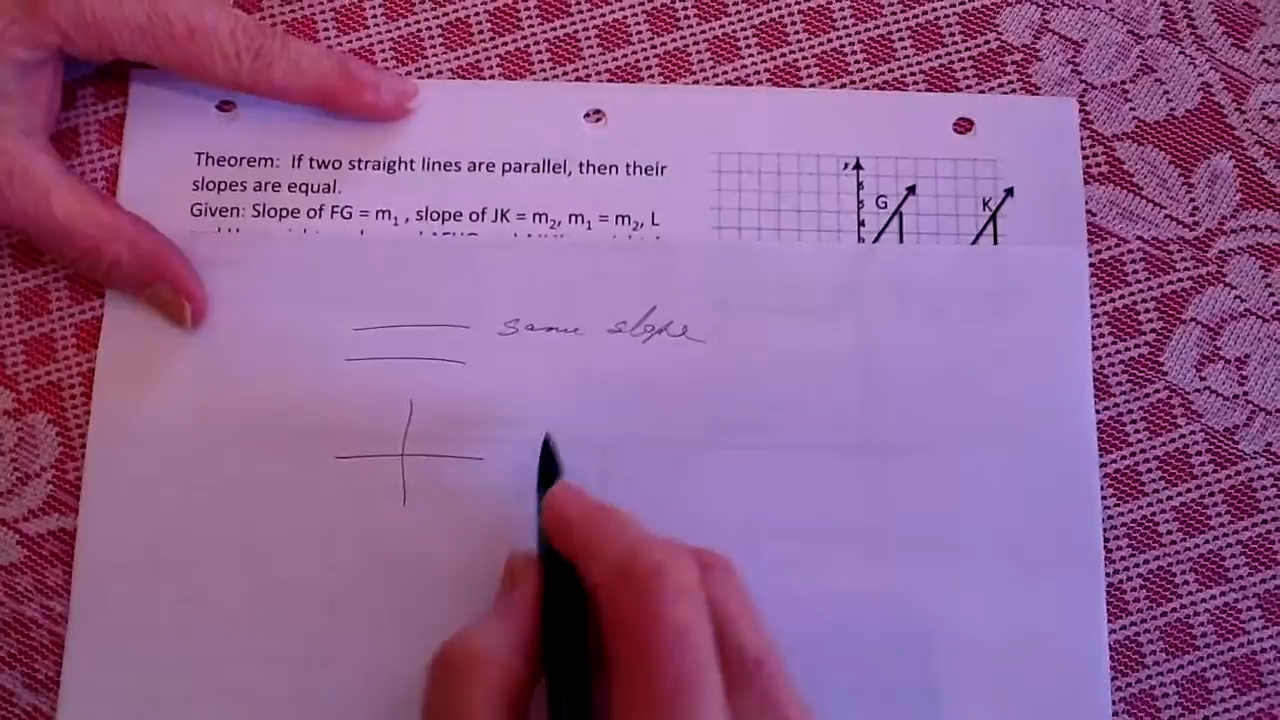 Theorem: If two straight lines are parallel, then their
slopes are equal.
Given: Slope of FG = m₁ , slope of JK = m₂, m₁ = m₂, L
y
G
K
same slope